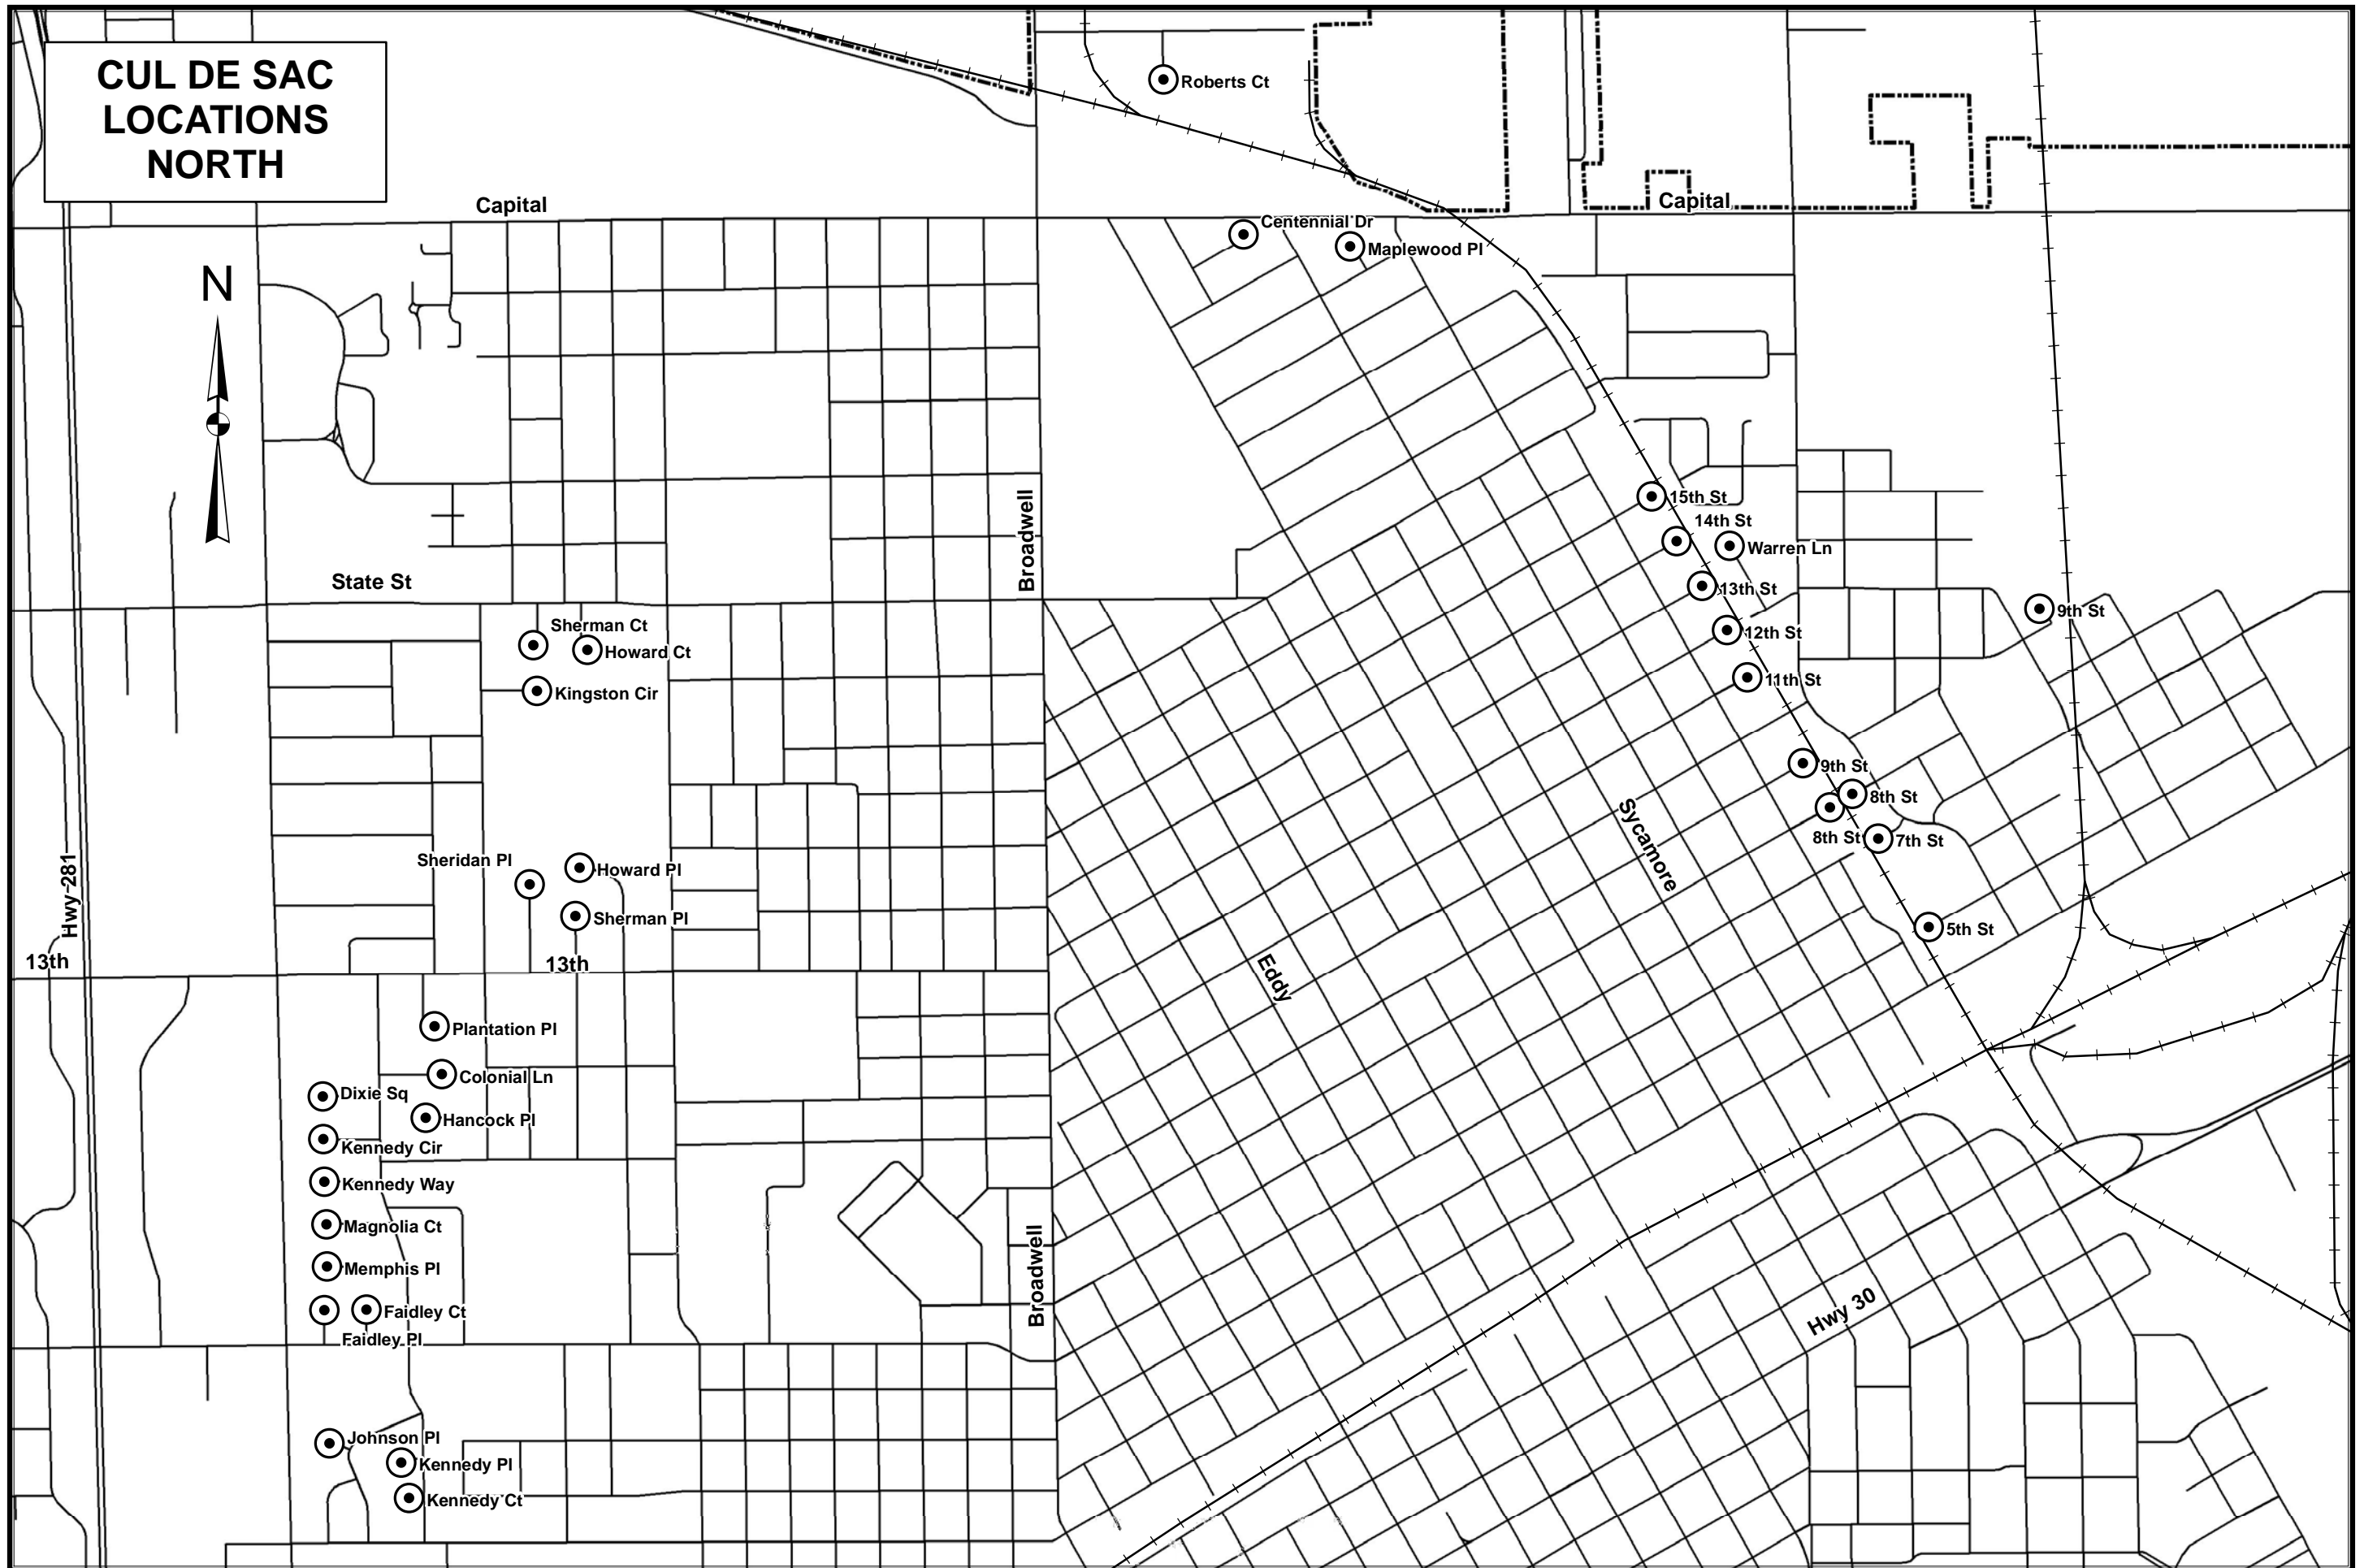 CUL DE SAC
LOCATIONS
NORTH
Roberts Ct
Capital
Capital
Centennial Dr
Maplewood Pl
N
Broadwell
15th St
14th St
Warren Ln
State St
13th St
9th St
Sherman Ct
12th St
Howard Ct
11th St
Kingston Cir
9th St
8th St
Sycamore
8th St
7th St
Sheridan Pl
Howard Pl
Hwy 281
Sherman Pl
5th St
13th
13th
Eddy
Plantation Pl
Colonial Ln
Dixie Sq
Hancock Pl
Kennedy Cir
Kennedy Way
Magnolia Ct
Memphis Pl
Broadwell
Faidley Ct
Hwy 30
Faidley Pl
Johnson Pl
Kennedy Pl
Kennedy Ct